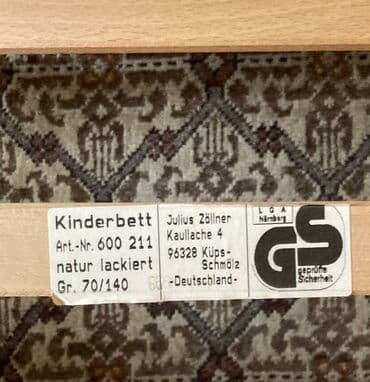 Kinderbett
Art.-Nr. 600 211
natur lackiert
Gr. 70/140
Julius Zöllner
Kaullache 4
96328 Küps-
Schmölz
-Deutschland-
LGA
Nürnberg
GS
geprüfte
Sicherheit